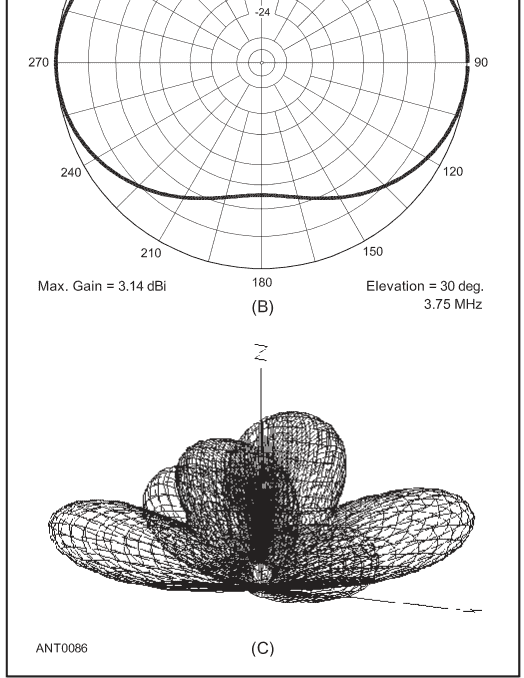 -24
270
90
240
120
210
150
180
Max. Gain = 3.14 dBi
Elevation = 30 deg.
3.75 MHz
(B)
Z
ANT0086
(C)